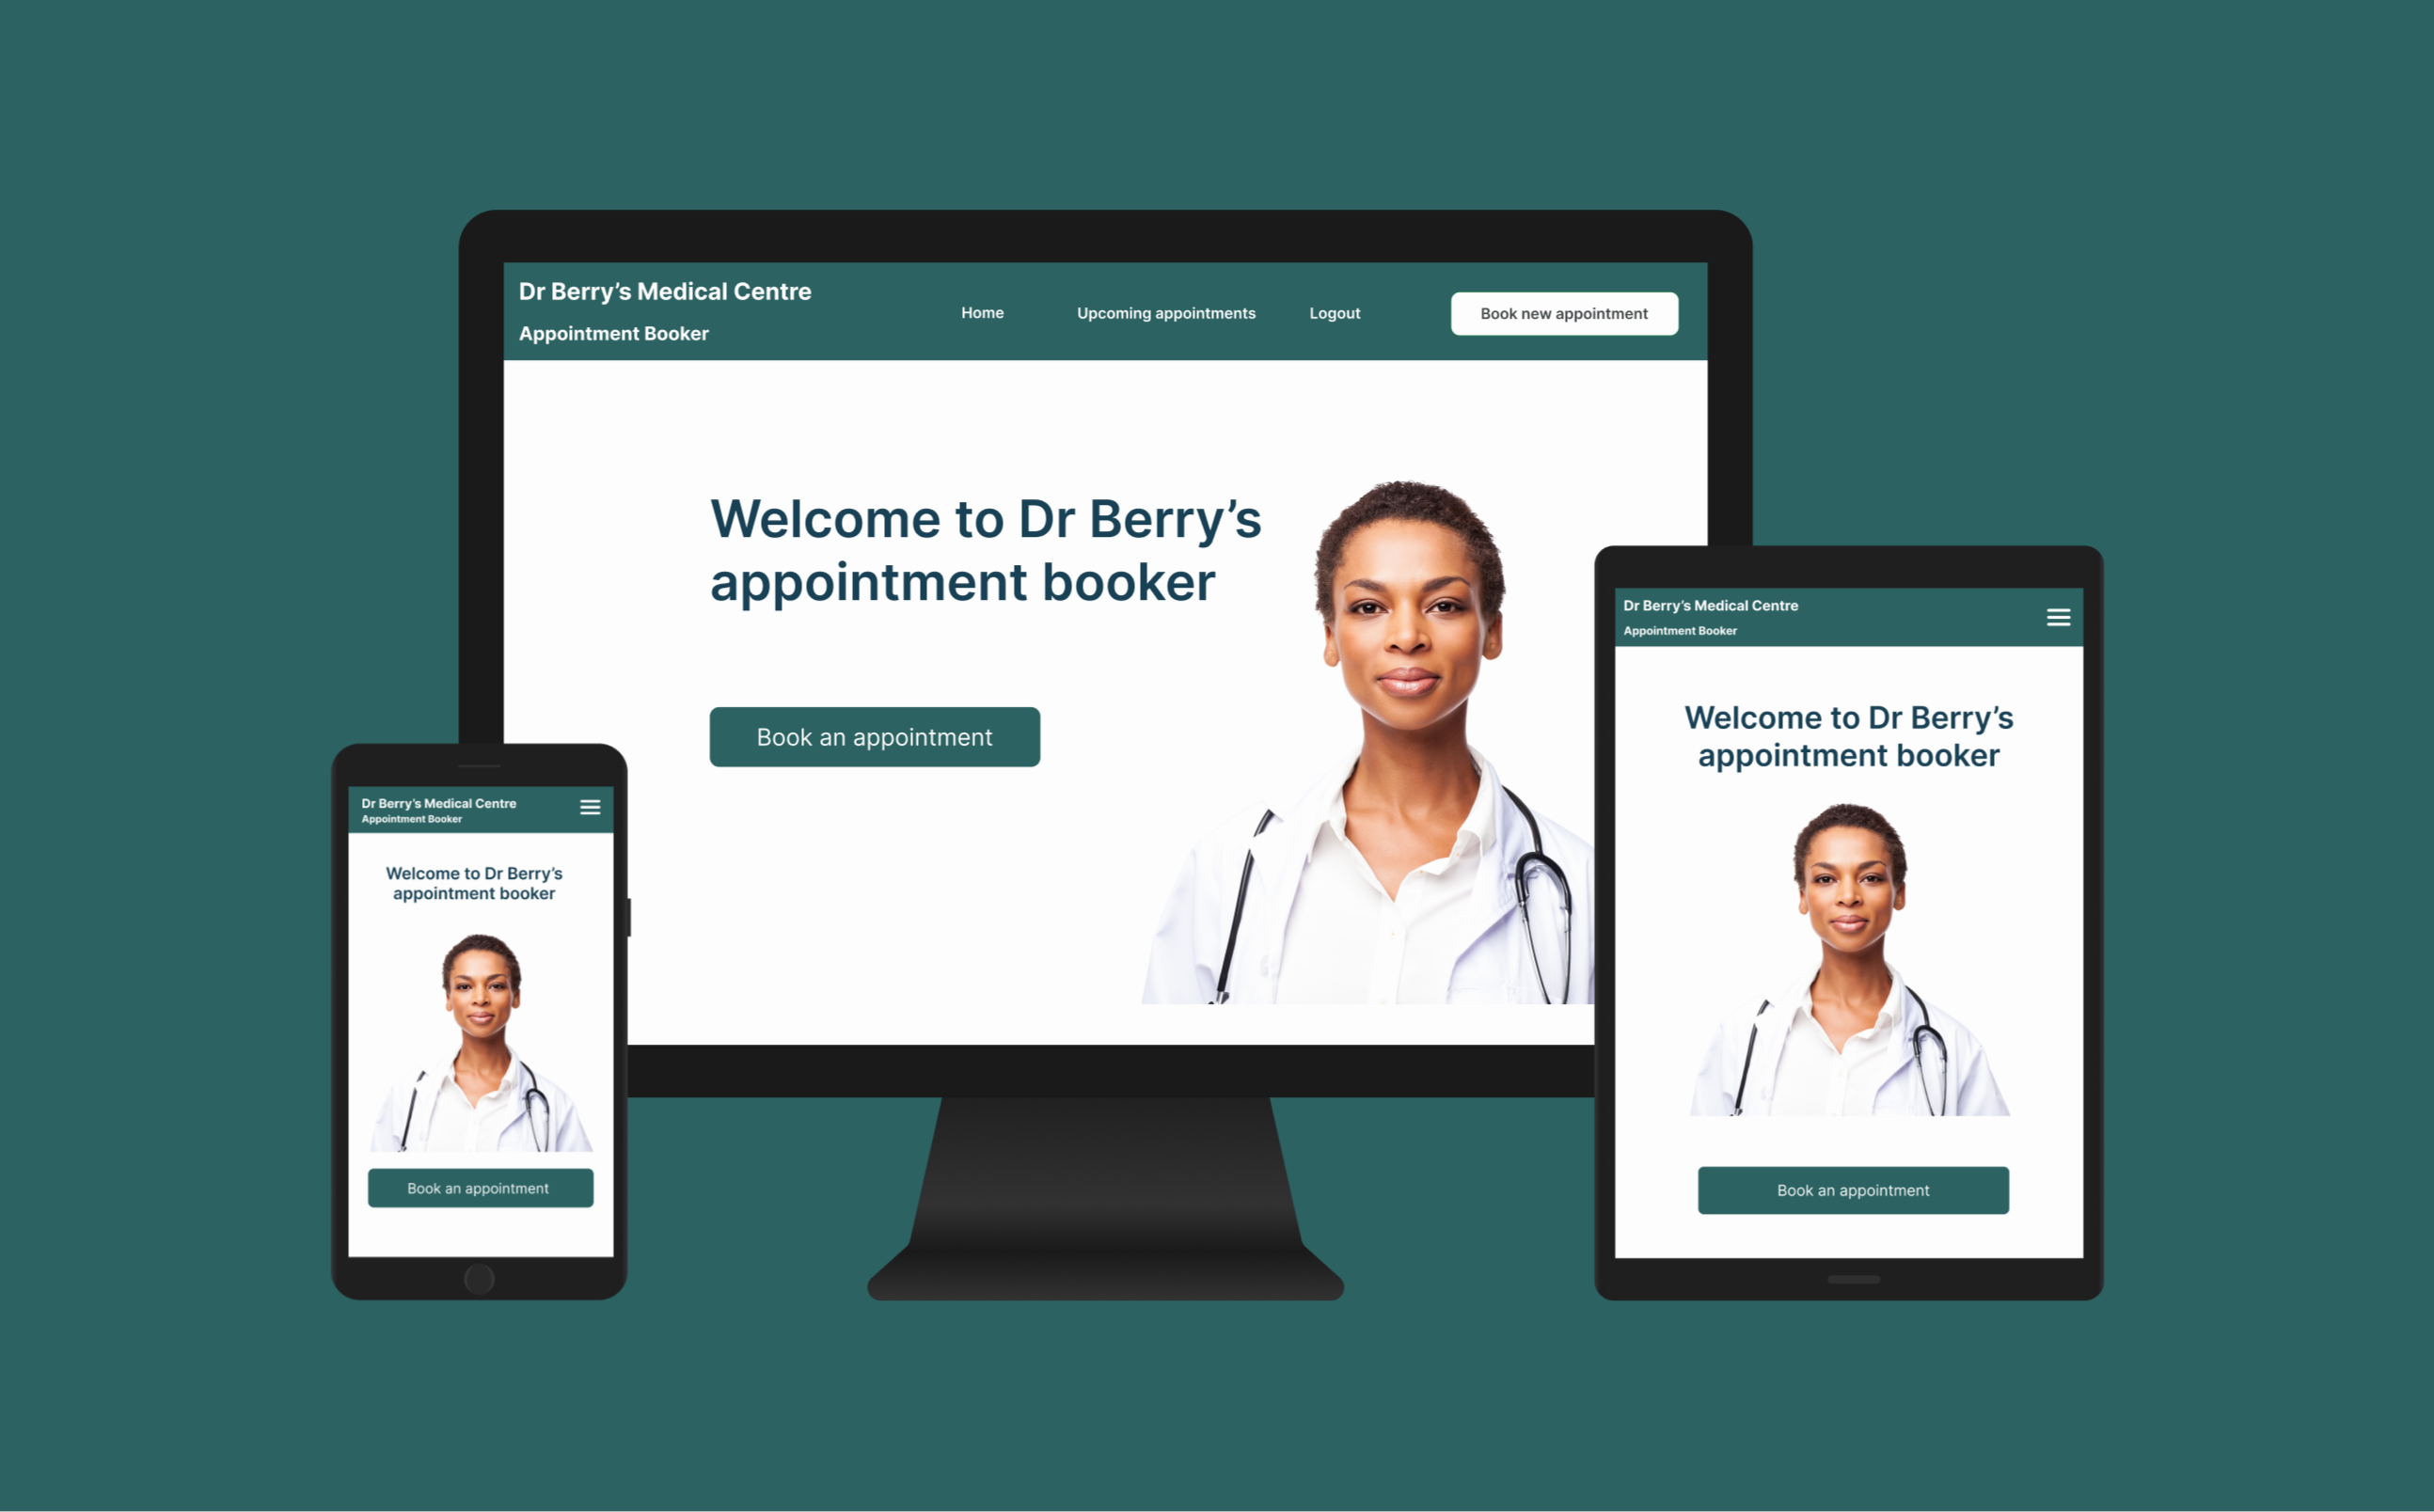 Dr Berry’s Medical Centre
Appointment Booker
Home
Upcoming appointments
Logout
Book new appointment
Welcome to Dr Berry’s
appointment booker
Book an appointment
Dr Berry’s Medical Centre
Appointment Booker
Welcome to Dr Berry’s
appointment booker
Book an appointment
Dr Berry’s Medical Centre
Appointment Booker
Welcome to Dr Berry’s
appointment booker
Book an appointment